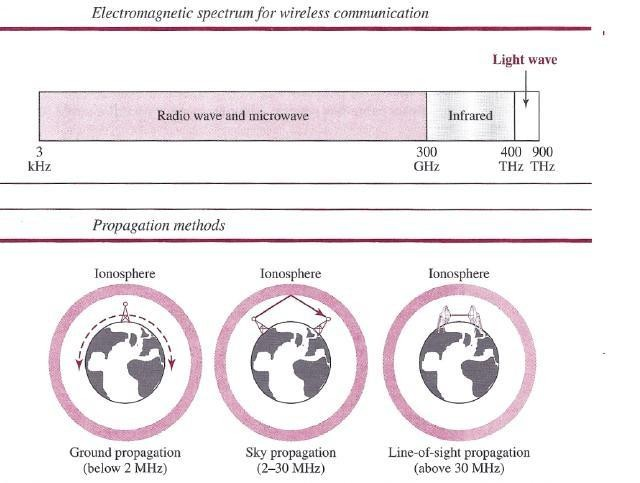 Electromagnetic spectrum for wireless communication
Light wave
Radio wave and microwave
Infrared
3
kHz
300
GHz
400
THz
900
THz
Propagation methods
Ionosphere
Ionosphere
Ionosphere
Ground propagation
(below 2 MHz)
Sky propagation
(2–30 MHz)
Line-of-sight propagation
(above 30 MHz)